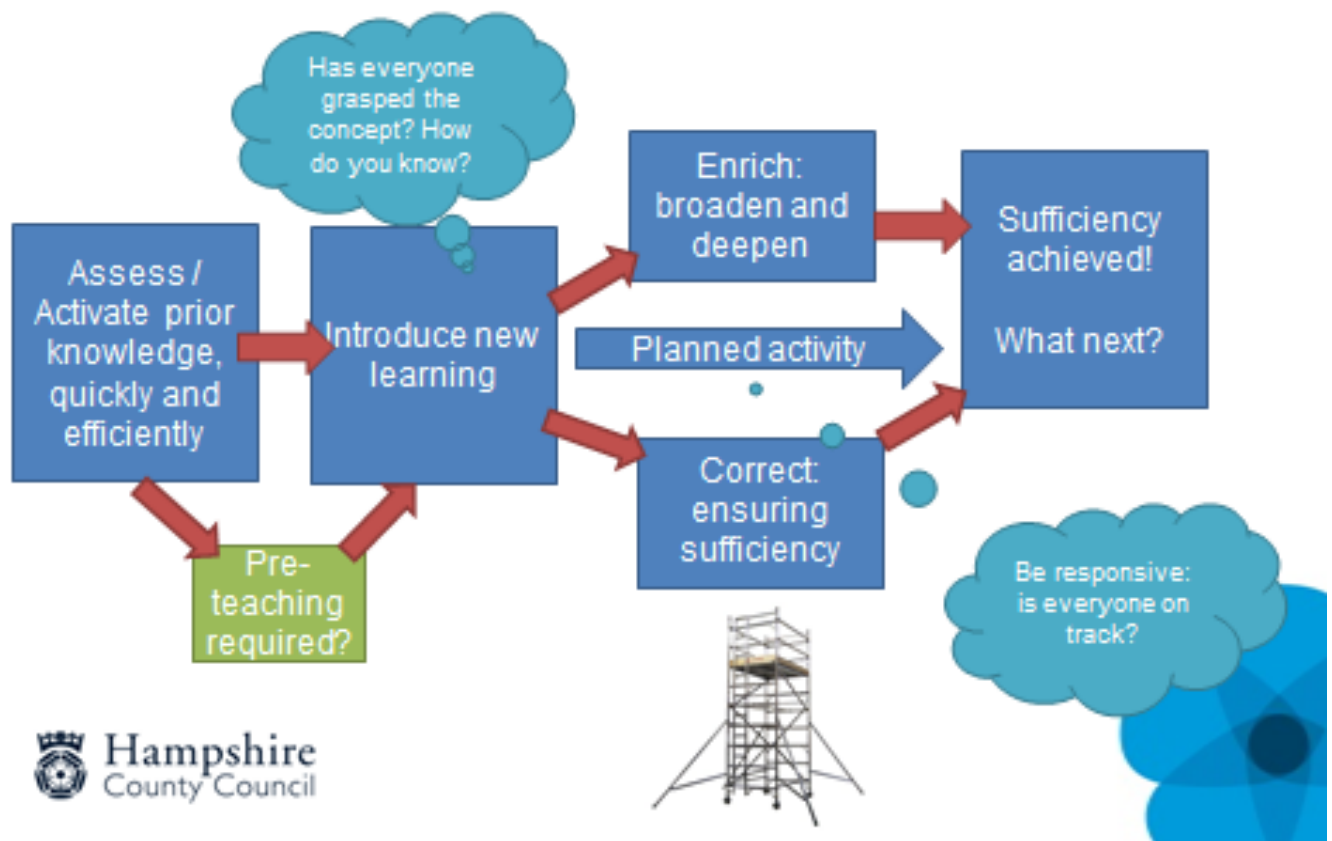 Has everyone
grasped the
concept? How
do you know?
Assess /
Activate prior
knowledge,
quickly and
efficiently
Pre-
teaching
required?
Introduce new
learning
Enrich:
broaden and
deepen
Planned activity
Correct:
ensuring
sufficiency
Sufficiency
achieved!
What next?
Be responsive:
is everyone on
track?
Hampshire
County Council